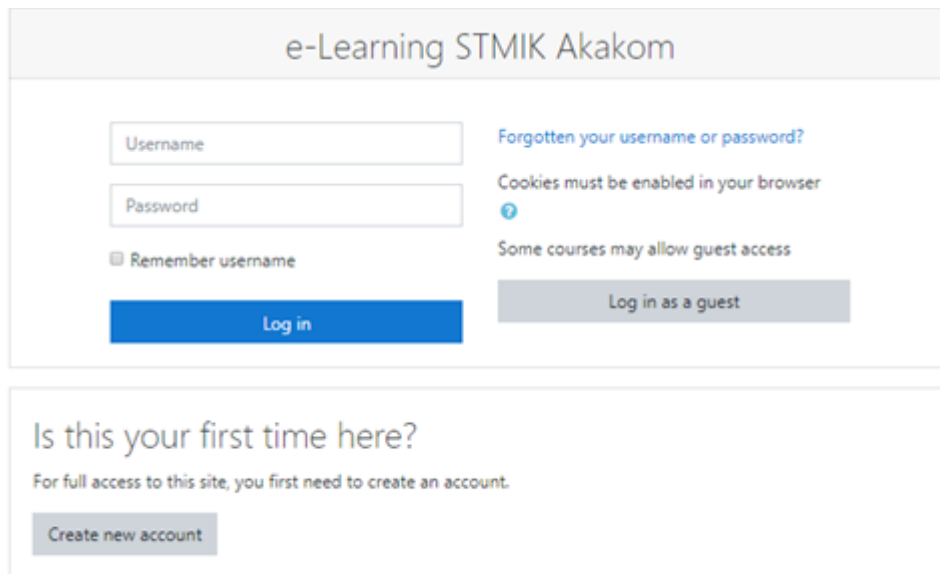 e-Learning STMIK Akakom
Username
Password
Remember username
Log in
Forgotten your username or password?
Cookies must be enabled in your browser
?
Some courses may allow guest access
Log in as a guest
Is this your first time here?
For full access to this site, you first need to create an account.
Create new account